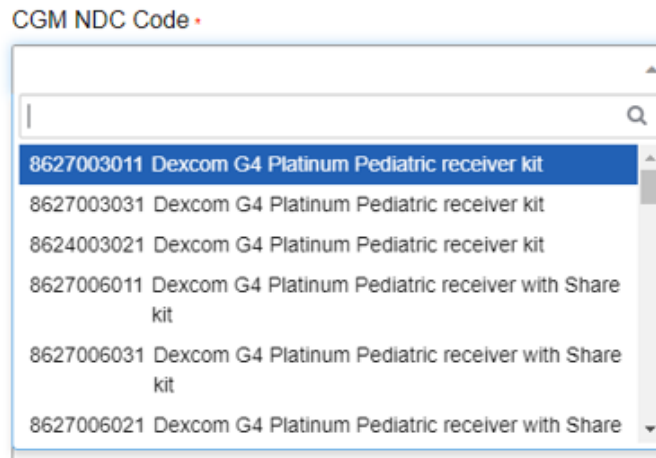 CGM NDC Code •
8627003011 Dexcom G4 Platinum Pediatric receiver kit
8627003031 Dexcom G4 Platinum Pediatric receiver kit
8624003021 Dexcom G4 Platinum Pediatric receiver kit
8627006011 Dexcom G4 Platinum Pediatric receiver with Share
kit
8627006031 Dexcom G4 Platinum Pediatric receiver with Share
kit
8627006021 Dexcom G4 Platinum Pediatric receiver with Share